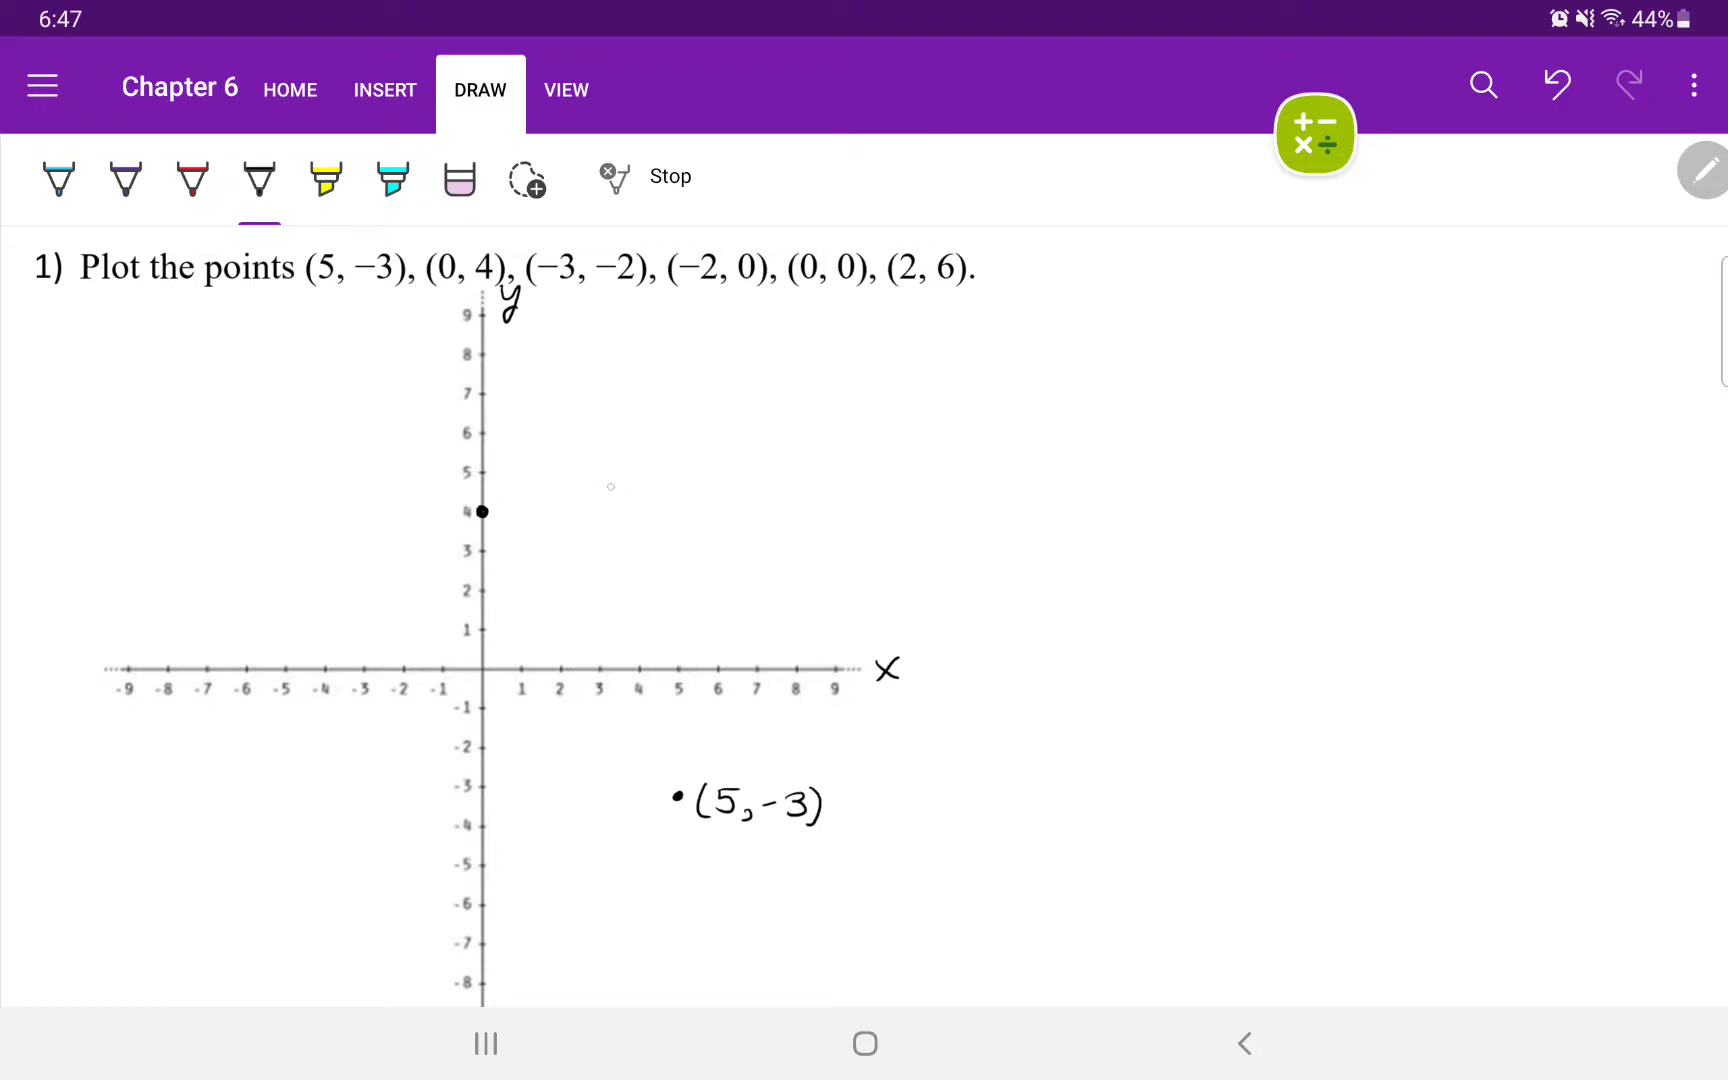 6:47 44%
Chapter 6 HOME INSERT DRAW VIEW
+ − × ÷
Stop
1) Plot the points (5, −3), (0, 4), (−3, −2), (−2, 0), (0, 0), (2, 6).
y
9
8
7
6
5
4
3
2
1
x
-9 -8 -7 -6 -5 -4 -3 -2 -1 1 2 3 4 5 6 7 8 9
-1
-2
-3
(5, -3)
-4
-5
-6
-7
-8